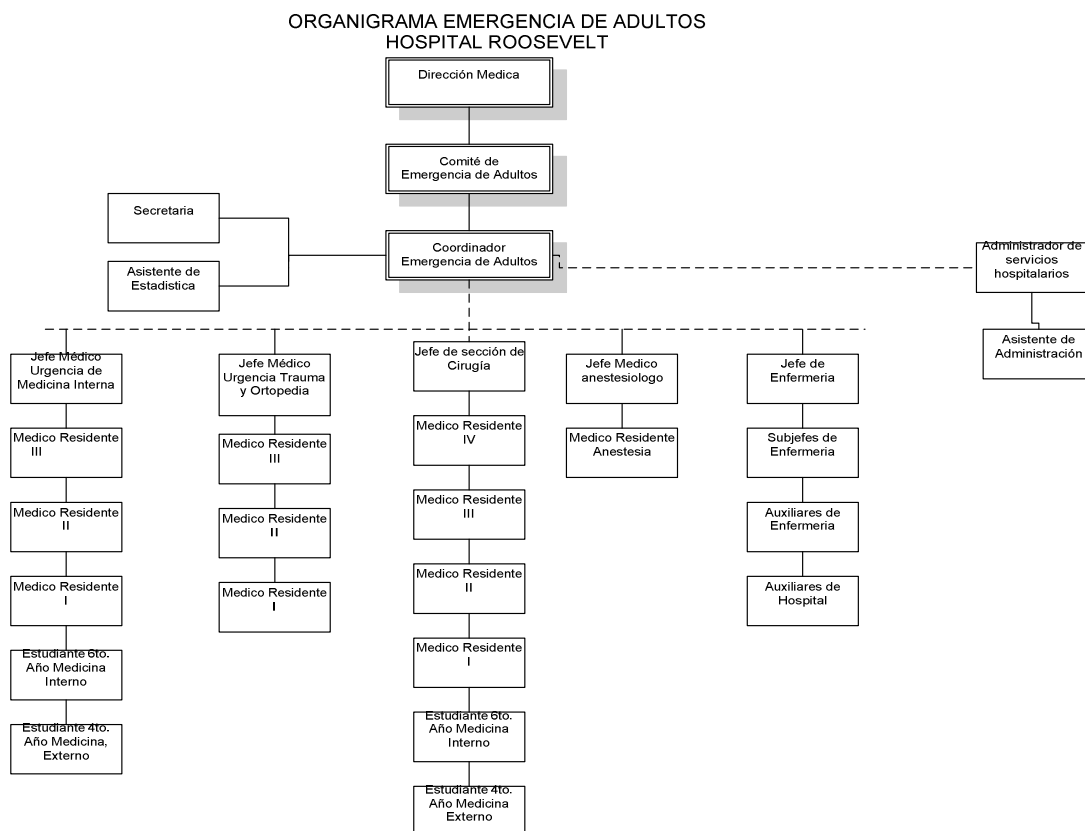 ORGANIGRAMA EMERGENCIA DE ADULTOS
HOSPITAL ROOSEVELT
Dirección Medica
Comité de
Emergencia de Adultos
Secretaria
Coordinador
Emergencia de Adultos
Asistente de
Estadistica
Administrador de
servicios
hospitalarios
Asistente de
Administración
Jefe Médico
Urgencia de
Medicina Interna
Medico Residente
III
Medico Residente
II
Medico Residente
I
Estudiante 6to.
Año Medicina
Interno
Estudiante 4to.
Año Medicina,
Externo
Jefe Médico
Urgencia Trauma
y Ortopedia
Medico Residente
III
Medico Residente
II
Medico Residente
I
Jefe de sección de
Cirugía
Medico Residente
IV
Medico Residente
III
Medico Residente
II
Medico Residente
I
Estudiante 6to.
Año Medicina
Interno
Estudiante 4to.
Año Medicina
Externo
Jefe Medico
anestesiologo
Medico Residente
Anestesia
Jefe de
Enfermeria
Subjefes de
Enfermeria
Auxiliares de
Enfermeria
Auxiliares de
Hospital